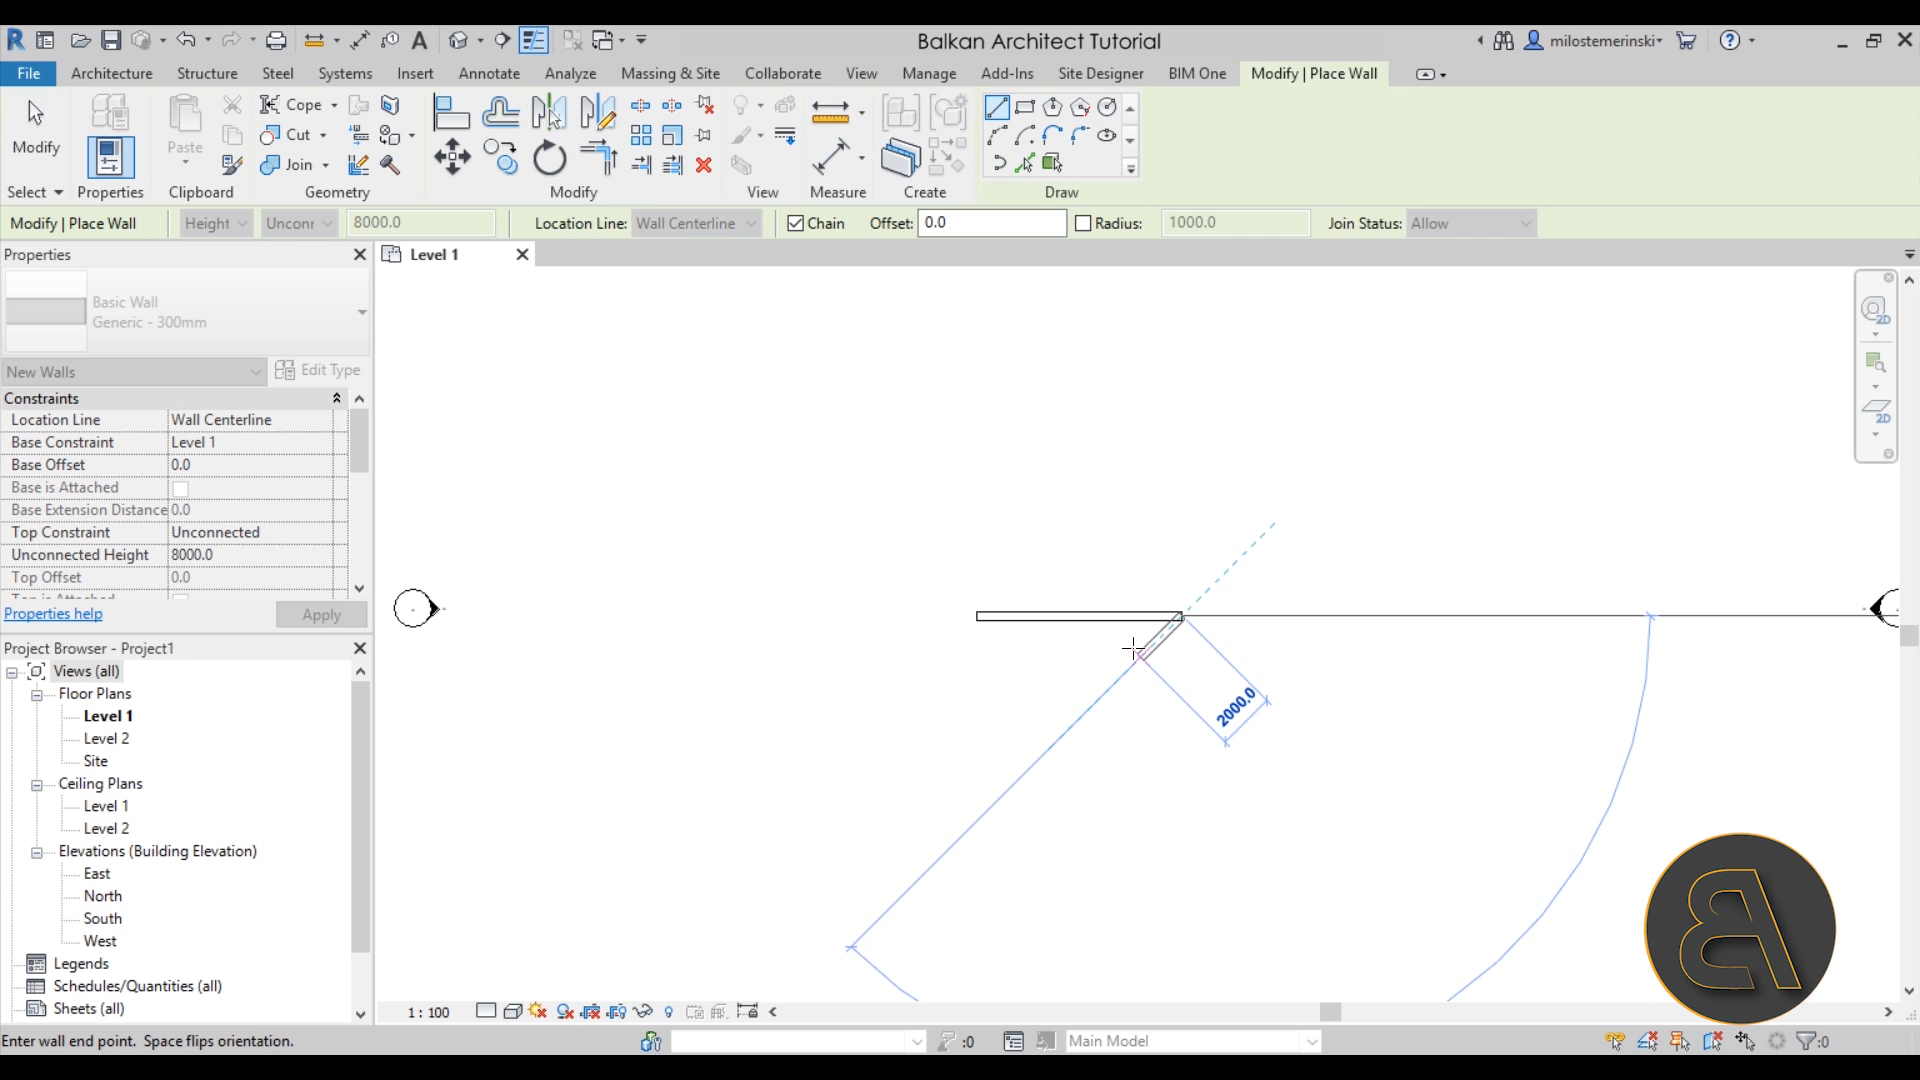 Balkan Architect Tutorial
milostemerinski
File Architecture Structure Steel Systems Insert Annotate Analyze Massing & Site Collaborate View Manage Add-Ins Site Designer BIM One Modify | Place Wall
Modify
Paste
Cope
Cut
Join
Select Properties Clipboard Geometry Modify View Measure Create Draw
Modify | Place Wall Height Unconr 8000.0 Location Line: Wall Centerline Chain Offset: 0.0 Radius: 1000.0 Join Status: Allow
Properties
Level 1
Basic Wall
Generic - 300mm
New Walls Edit Type
Constraints
Location Line Wall Centerline
Base Constraint Level 1
Base Offset 0.0
Base is Attached
Base Extension Distance 0.0
Top Constraint Unconnected
Unconnected Height 8000.0
Top Offset 0.0
Properties help Apply
Project Browser - Project1
Views (all)
Floor Plans
Level 1
Level 2
Site
Ceiling Plans
Level 1
Level 2
Elevations (Building Elevation)
East
North
South
West
Legends
Schedules/Quantities (all)
Sheets (all)
2000.0
2D
2D
1 : 100
Enter wall end point. Space flips orientation.
:0
Main Model
:0